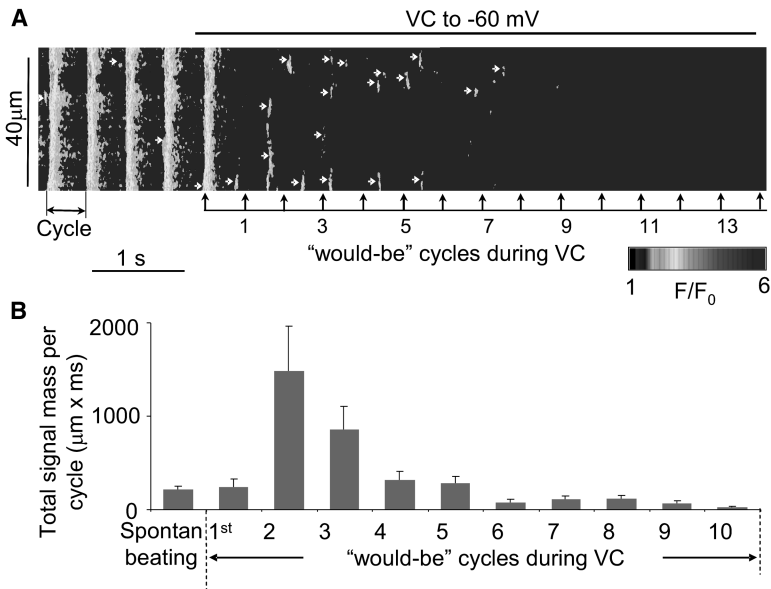 A
VC to -60 mV
40μm
Cycle
1 3 5 7 9 11 13
"would-be" cycles during VC
1 s
1 6
F/F0
B
Total signal mass per
cycle (μm x ms)
2000
1000
0
Spontan 1st 2 3 4 5 6 7 8 9 10
beating "would-be" cycles during VC